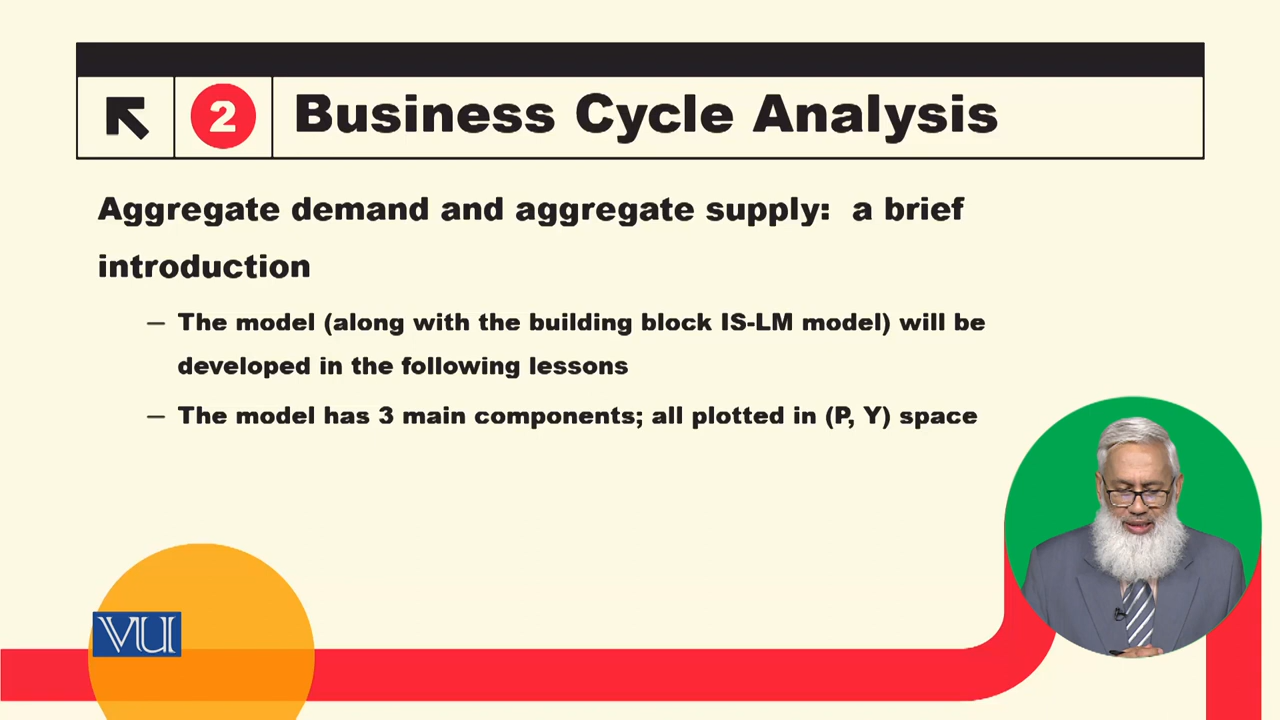 2
Business Cycle Analysis
Aggregate demand and aggregate supply: a brief
introduction
– The model (along with the building block IS-LM model) will be
developed in the following lessons
– The model has 3 main components; all plotted in (P, Y) space
VU